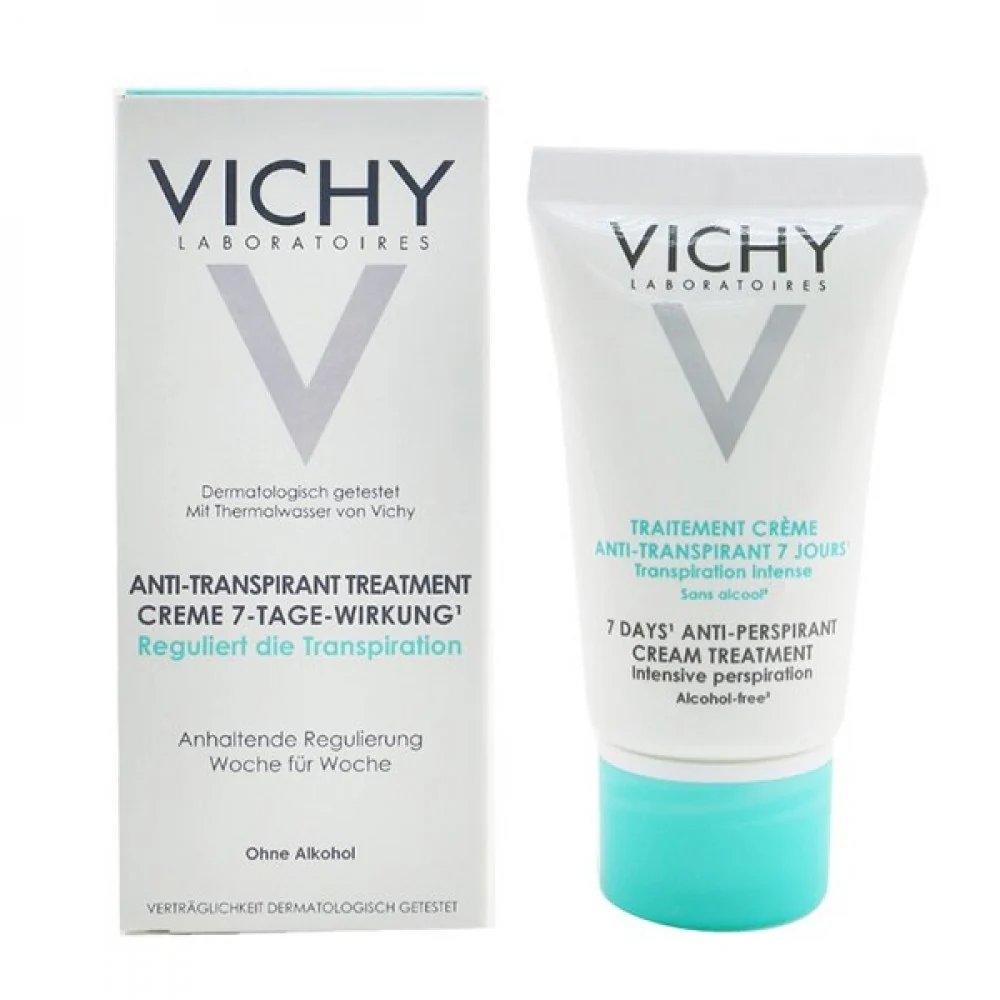 VICHY
LABORATOIRES
V
Dermatologisch getestet
Mit Thermalwasser von Vichy
ANTI-TRANSPIRANT TREATMENT
CREME 7-TAGE-WIRKUNG¹
Reguliert die Transpiration
Anhaltende Regulierung
Woche für Woche
Ohne Alkohol
VERTRÄGLICHKEIT DERMATOLOGISCH GETESTET
VICHY
LABORATOIRES
V
TRAITEMENT CRÈME
ANTI-TRANSPIRANT 7 JOURS¹
Transpiration Intense
Sans alcool²
7 DAYS¹ ANTI-PERSPIRANT
CREAM TREATMENT
Intensive perspiration
Alcohol-free²